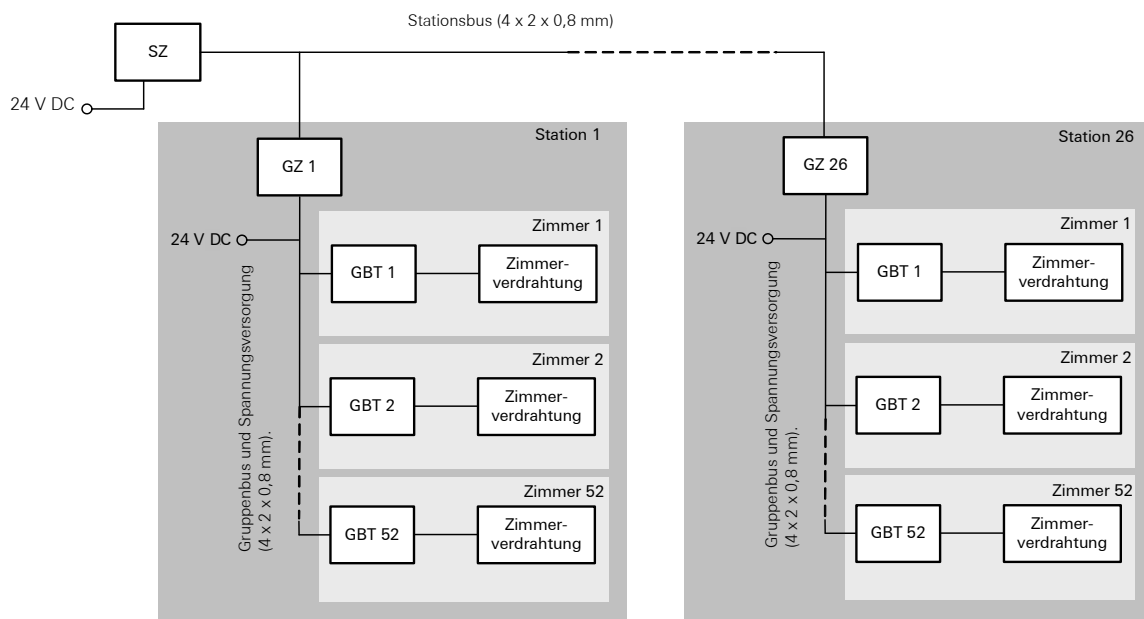 Stationsbus (4 x 2 x 0,8 mm)
SZ
24 V DC
Station 1
GZ 1
24 V DC
Gruppenbus und Spannungsversorgung
(4 x 2 x 0,8 mm).
Zimmer 1
GBT 1
Zimmer-
verdrahtung
Zimmer 2
GBT 2
Zimmer-
verdrahtung
Zimmer 52
GBT 52
Zimmer-
verdrahtung
Station 26
GZ 26
24 V DC
Gruppenbus und Spannungsversorgung
(4 x 2 x 0,8 mm).
Zimmer 1
GBT 1
Zimmer-
verdrahtung
Zimmer 2
GBT 2
Zimmer-
verdrahtung
Zimmer 52
GBT 52
Zimmer-
verdrahtung